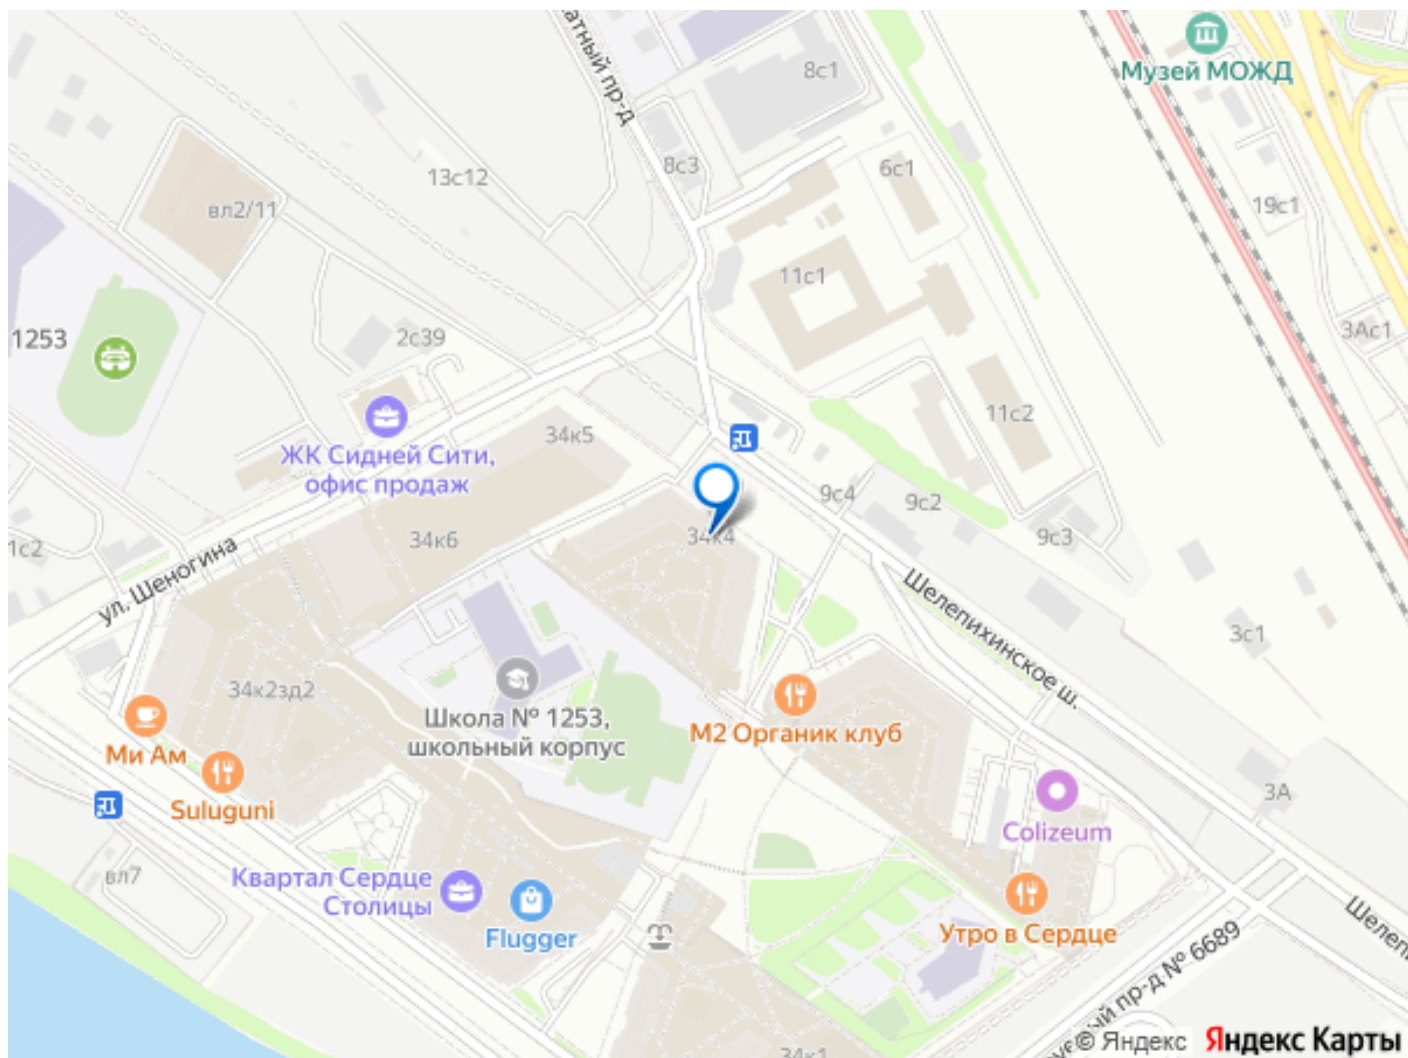 Музей МОЖД
8с1
8с3
6с1
13с12
вл2/11
19с1
11с1
1253
2с39
3Ас1
11с2
34к5
ЖК Сидней Сити,
офис продаж
9с4
9с2
9с3
34к4
34к6
1с2
ул. Шеногина
Шелепихинское ш.
3с1
34к2зд2
Школа № 1253,
школьный корпус
М2 Органик клуб
Ми Ам
Suluguni
3А
Colizeum
вл7
Квартал Сердце
Столицы
Flugger
Утро в Сердце
пр-д № 6689
34к1
© Яндекс
Яндекс Карты